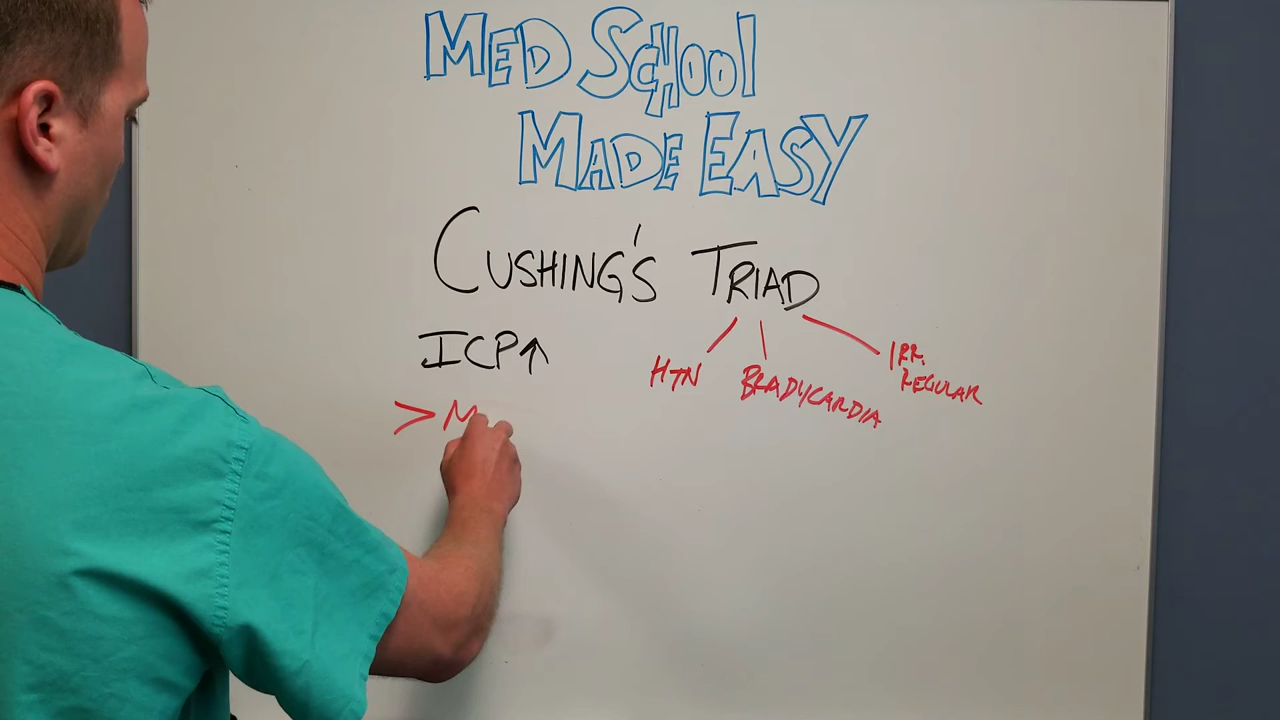 MED SCHOOL
MADE EASY
CUSHING'S TRIAD
ICP↑
HTN
BRADYCARDIA
IRR.
REGULAR
> M